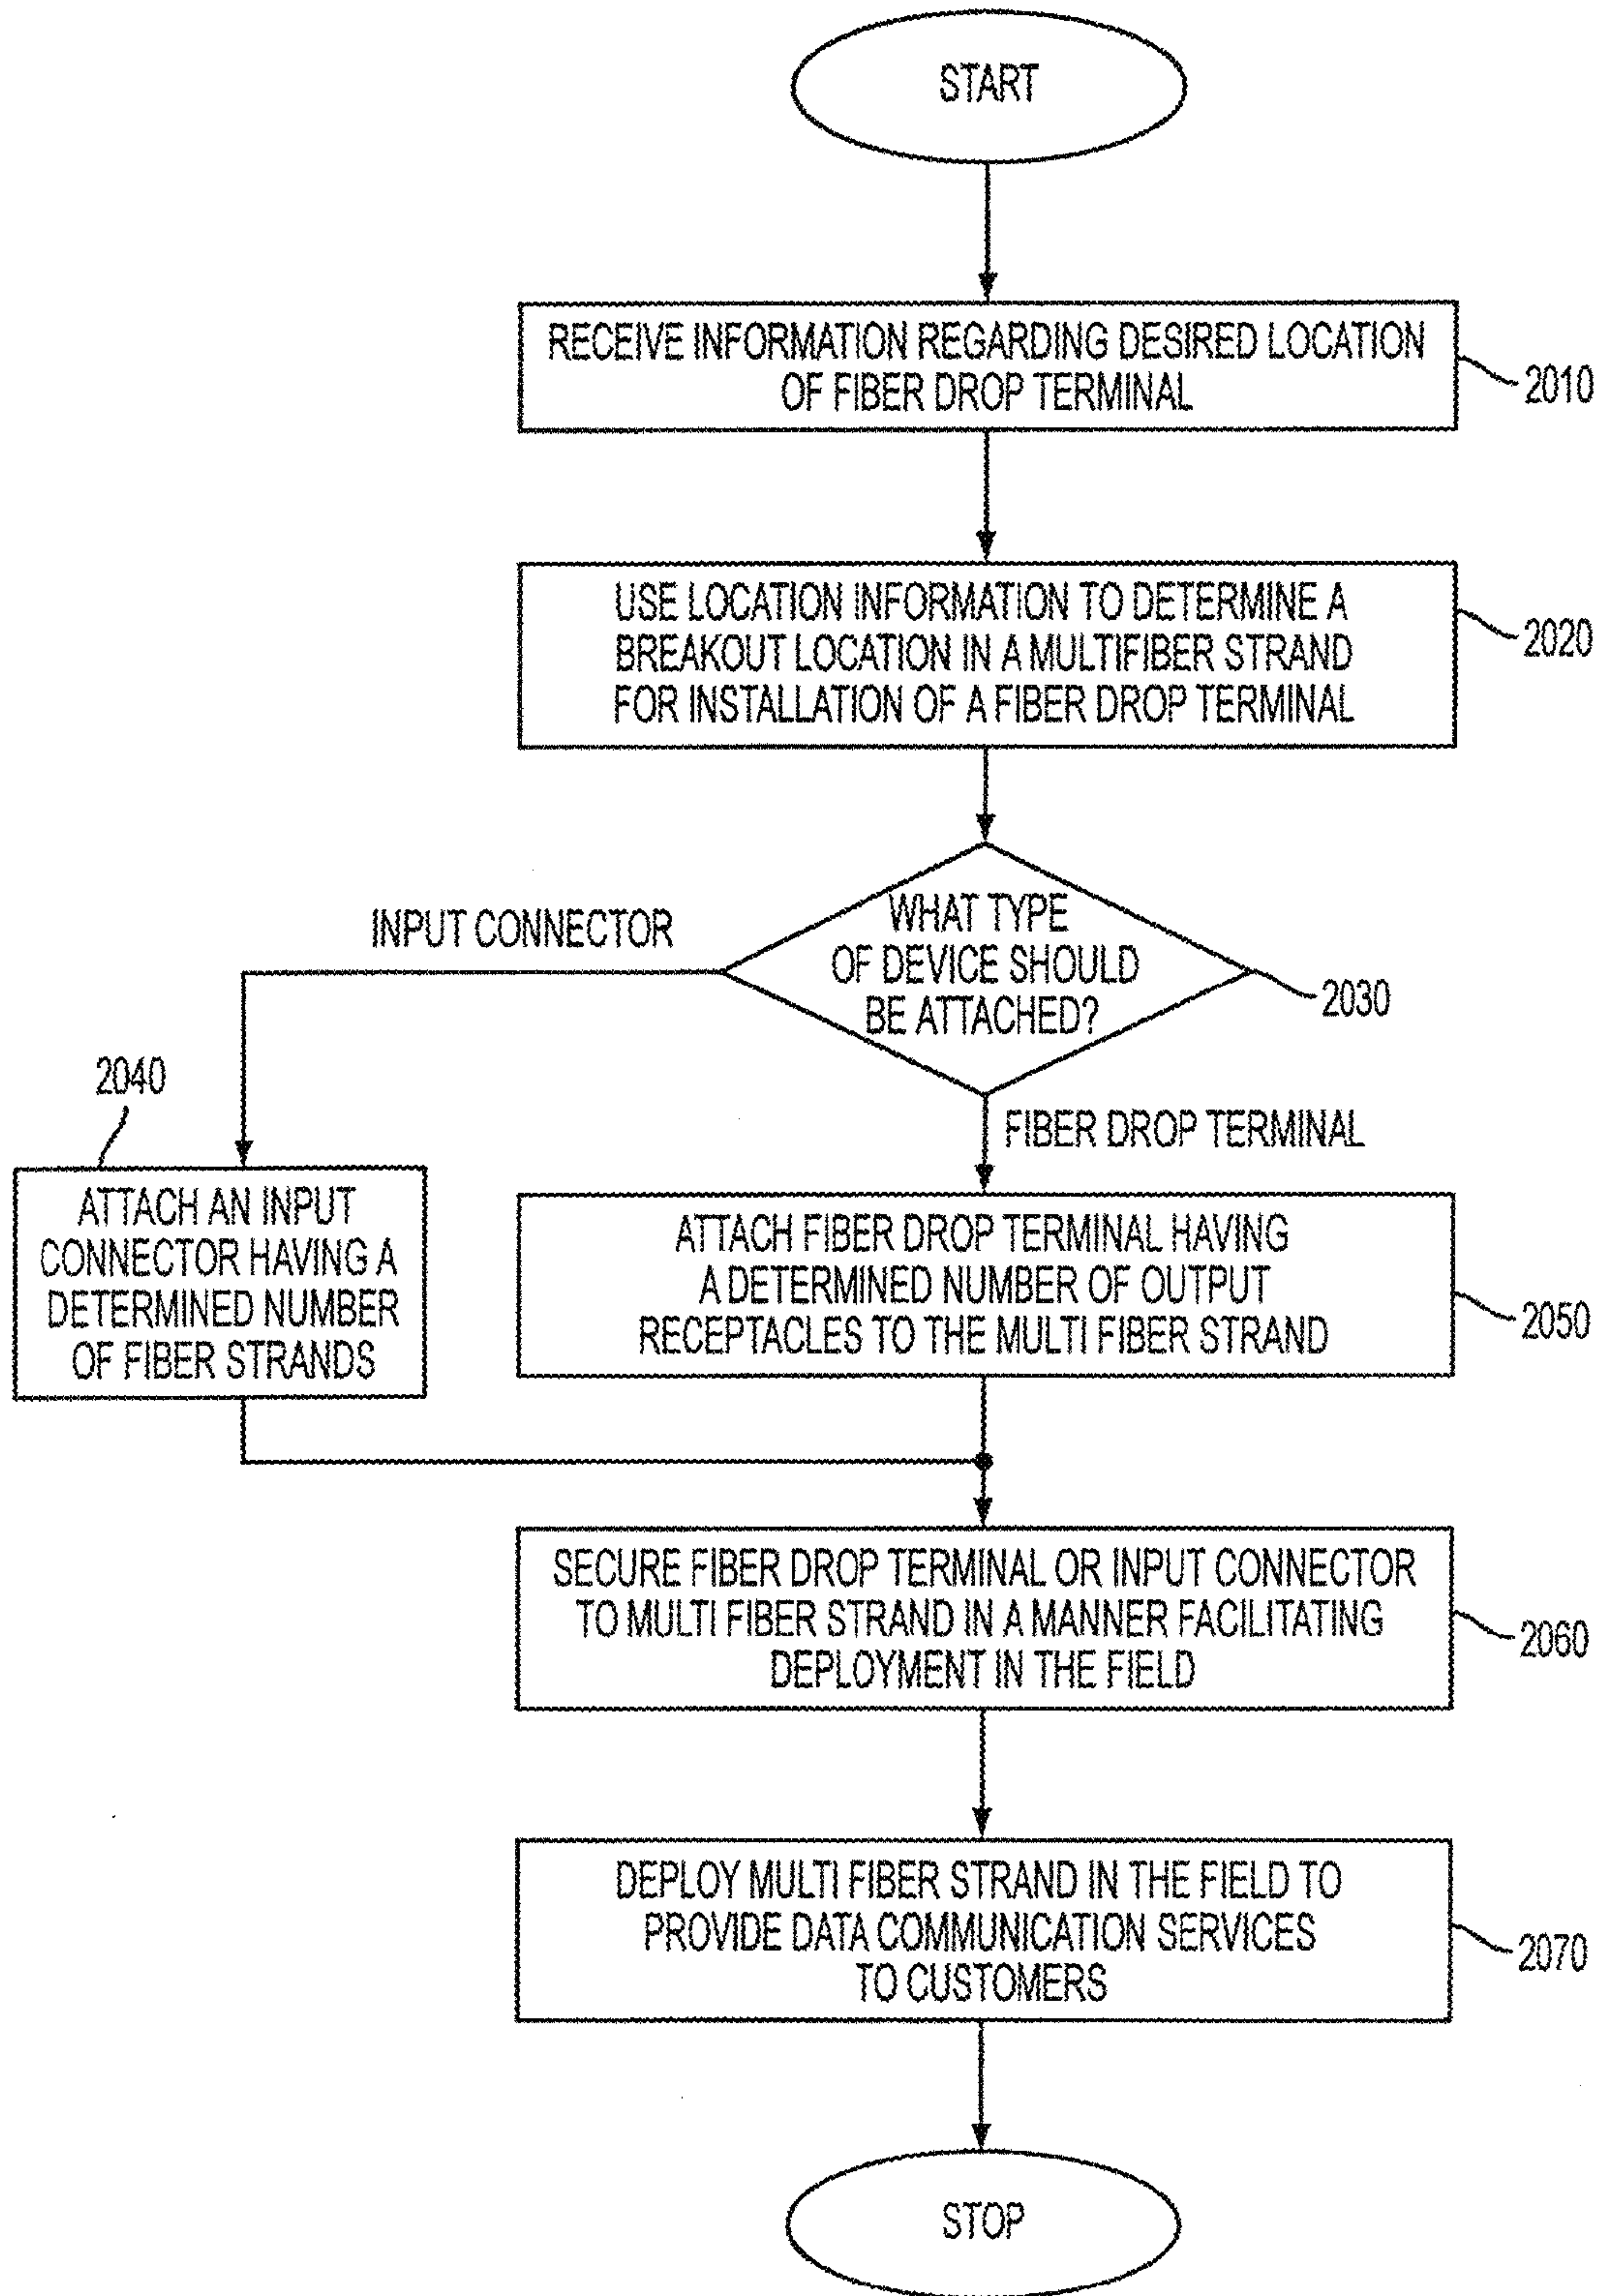 START
RECEIVE INFORMATION REGARDING DESIRED LOCATION
OF FIBER DROP TERMINAL
2010
USE LOCATION INFORMATION TO DETERMINE A
BREAKOUT LOCATION IN A MULTIFIBER STRAND
FOR INSTALLATION OF A FIBER DROP TERMINAL
2020
WHAT TYPE
OF DEVICE SHOULD
BE ATTACHED?
2030
INPUT CONNECTOR
2040
ATTACH AN INPUT
CONNECTOR HAVING A
DETERMINED NUMBER
OF FIBER STRANDS
FIBER DROP TERMINAL
ATTACH FIBER DROP TERMINAL HAVING
A DETERMINED NUMBER OF OUTPUT
RECEPTACLES TO THE MULTI FIBER STRAND
2050
SECURE FIBER DROP TERMINAL OR INPUT CONNECTOR
TO MULTI FIBER STRAND IN A MANNER FACILITATING
DEPLOYMENT IN THE FIELD
2060
DEPLOY MULTI FIBER STRAND IN THE FIELD TO
PROVIDE DATA COMMUNICATION SERVICES
TO CUSTOMERS
2070
STOP